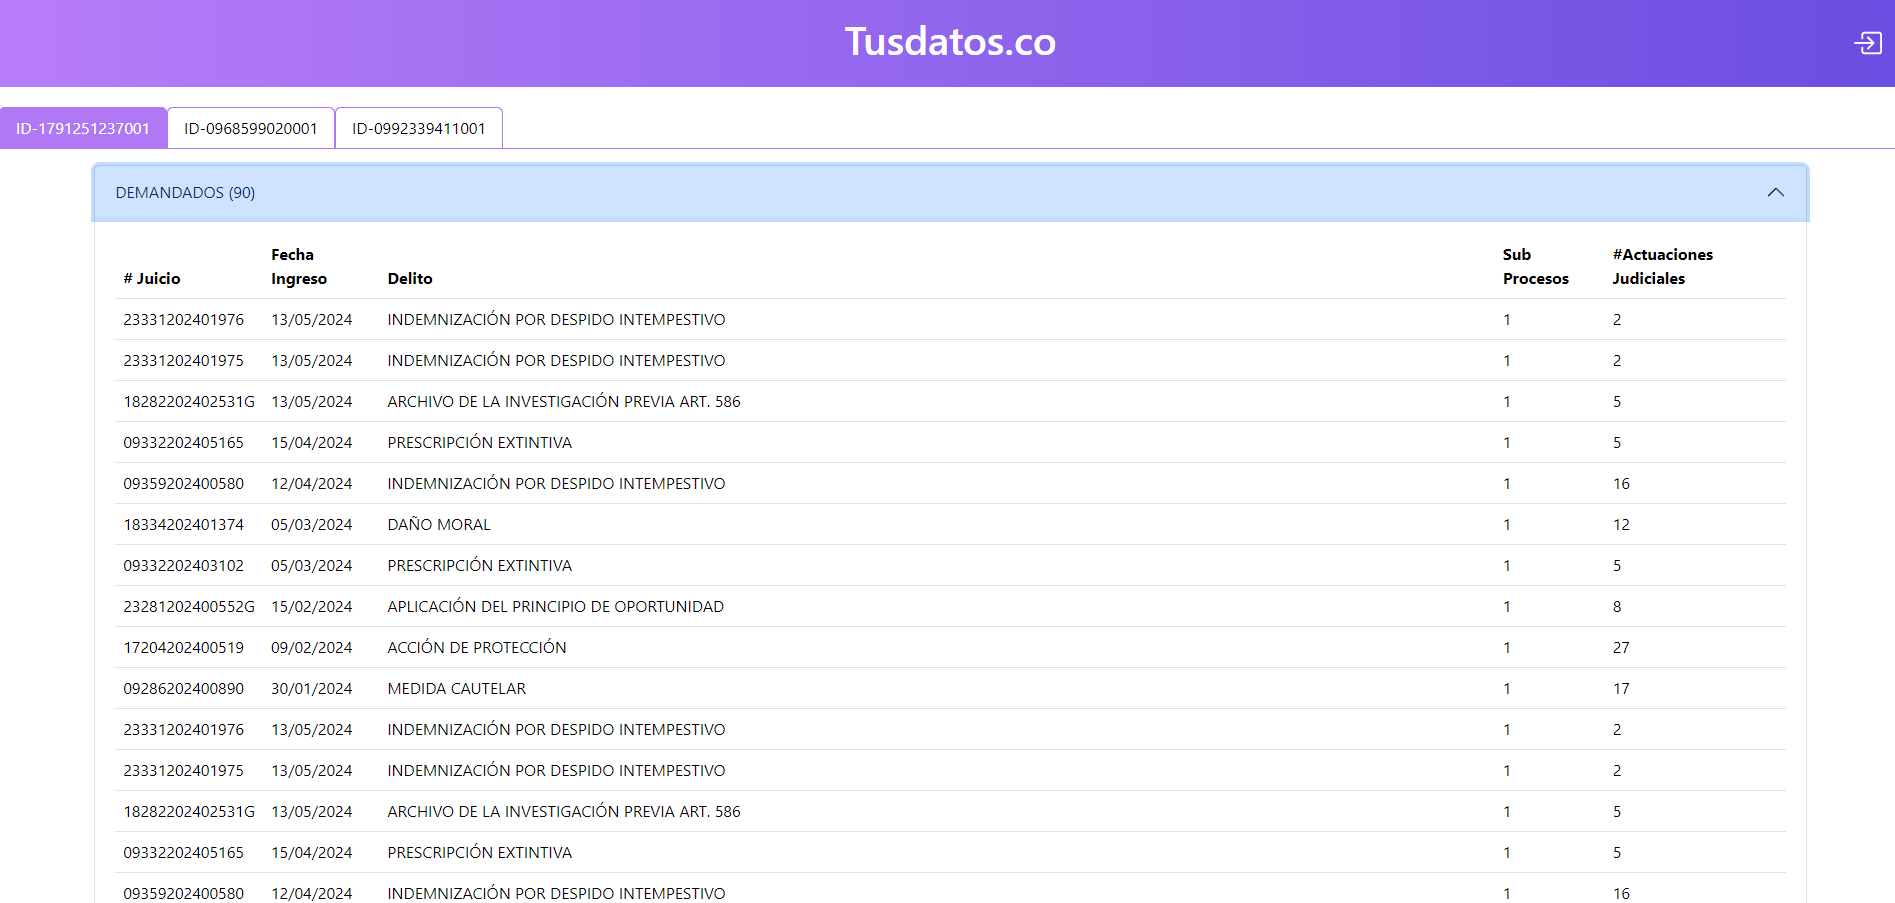 Tusdatos.co
ID-1791251237001 ID-0968599020001 ID-0992339411001
DEMANDADOS (90)
# Juicio Fecha Ingreso Delito Sub Procesos #Actuaciones Judiciales
23331202401976 13/05/2024 INDEMNIZACIÓN POR DESPIDO INTEMPESTIVO 1 2
23331202401975 13/05/2024 INDEMNIZACIÓN POR DESPIDO INTEMPESTIVO 1 2
18282202402531G 13/05/2024 ARCHIVO DE LA INVESTIGACIÓN PREVIA ART. 586 1 5
09332202405165 15/04/2024 PRESCRIPCIÓN EXTINTIVA 1 5
09359202400580 12/04/2024 INDEMNIZACIÓN POR DESPIDO INTEMPESTIVO 1 16
18334202401374 05/03/2024 DAÑO MORAL 1 12
09332202403102 05/03/2024 PRESCRIPCIÓN EXTINTIVA 1 5
23281202400552G 15/02/2024 APLICACIÓN DEL PRINCIPIO DE OPORTUNIDAD 1 8
17204202400519 09/02/2024 ACCIÓN DE PROTECCIÓN 1 27
09286202400890 30/01/2024 MEDIDA CAUTELAR 1 17
23331202401976 13/05/2024 INDEMNIZACIÓN POR DESPIDO INTEMPESTIVO 1 2
23331202401975 13/05/2024 INDEMNIZACIÓN POR DESPIDO INTEMPESTIVO 1 2
18282202402531G 13/05/2024 ARCHIVO DE LA INVESTIGACIÓN PREVIA ART. 586 1 5
09332202405165 15/04/2024 PRESCRIPCIÓN EXTINTIVA 1 5
09359202400580 12/04/2024 INDEMNIZACIÓN POR DESPIDO INTEMPESTIVO 1 16